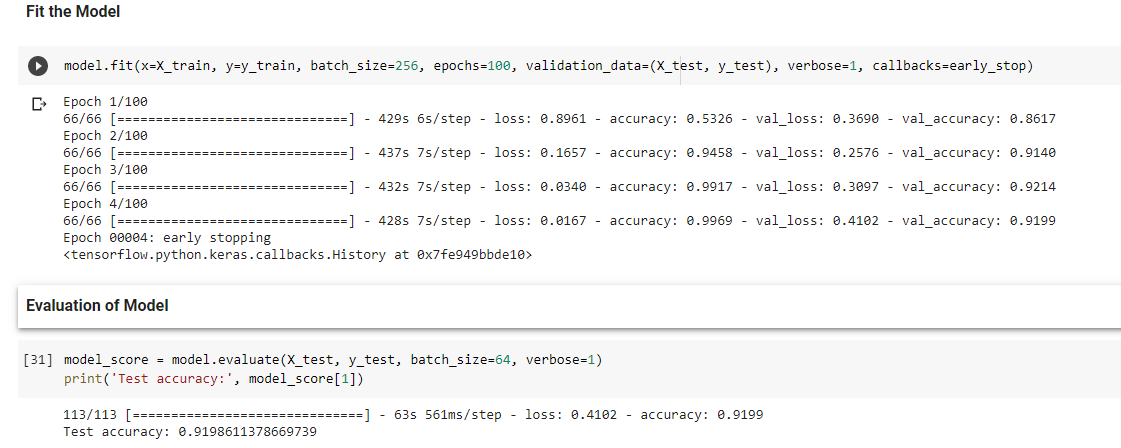 Fit the Model
model.fit(x=X_train, y=y_train, batch_size=256, epochs=100, validation_data=(X_test, y_test), verbose=1, callbacks=early_stop)
Epoch 1/100
66/66 [==============================] - 429s 6s/step - loss: 0.8961 - accuracy: 0.5326 - val_loss: 0.3690 - val_accuracy: 0.8617
Epoch 2/100
66/66 [==============================] - 437s 7s/step - loss: 0.1657 - accuracy: 0.9458 - val_loss: 0.2576 - val_accuracy: 0.9140
Epoch 3/100
66/66 [==============================] - 432s 7s/step - loss: 0.0340 - accuracy: 0.9917 - val_loss: 0.3097 - val_accuracy: 0.9214
Epoch 4/100
66/66 [==============================] - 428s 7s/step - loss: 0.0167 - accuracy: 0.9969 - val_loss: 0.4102 - val_accuracy: 0.9199
Epoch 00004: early stopping
<tensorflow.python.keras.callbacks.History at 0x7fe949bbde10>
Evaluation of Model
[31] model_score = model.evaluate(X_test, y_test, batch_size=64, verbose=1)
print('Test accuracy:', model_score[1])
113/113 [==============================] - 63s 561ms/step - loss: 0.4102 - accuracy: 0.9199
Test accuracy: 0.9198611378669739